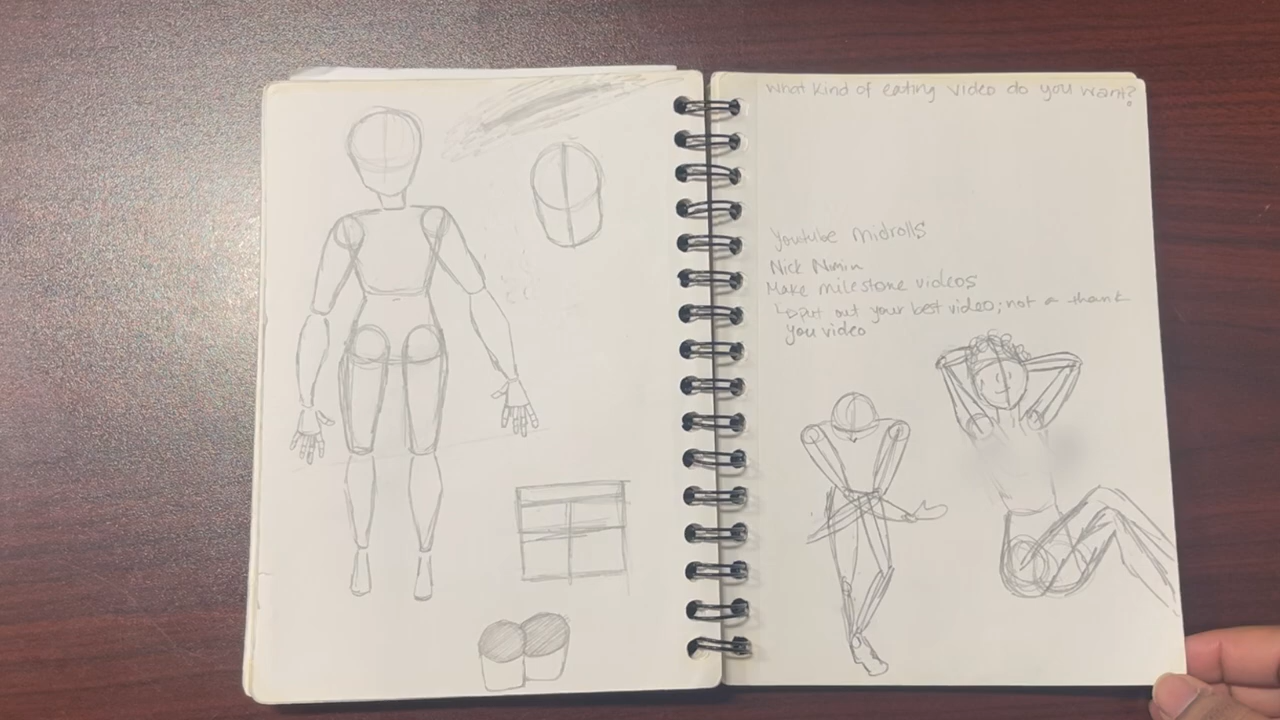 What kind of eating video do you want?
Youtube midrolls
Nick Nimin
Make milestone videos
↳ put out your best video; not a thank
you video